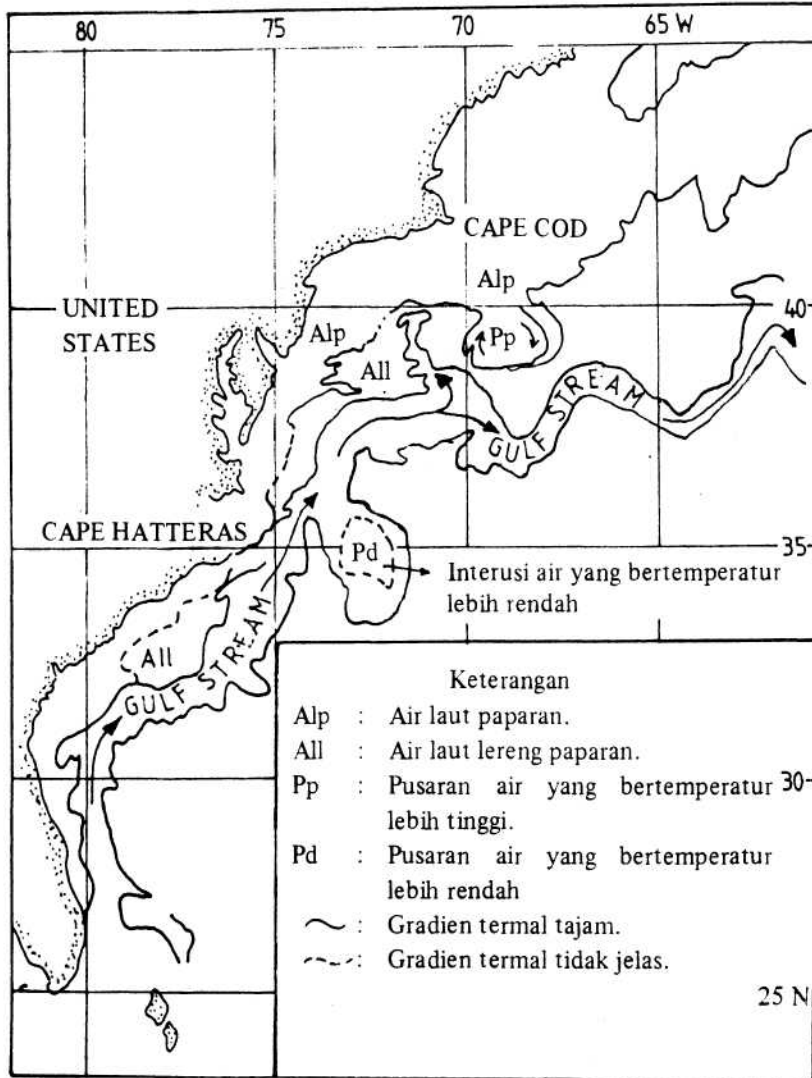 80 75 70 65 W
CAPE COD
Alp
UNITED
STATES
40
Alp
Pp
All
GULF STREAM
CAPE HATTERAS
35
Pd
Interusi air yang bertemperatur
lebih rendah
All
GULF STREAM
Keterangan
Alp : Air laut paparan.
All : Air laut lereng paparan.
Pp : Pusaran air yang bertemperatur
lebih tinggi.
30
Pd : Pusaran air yang bertemperatur
lebih rendah
: Gradien termal tajam.
: Gradien termal tidak jelas.
25 N